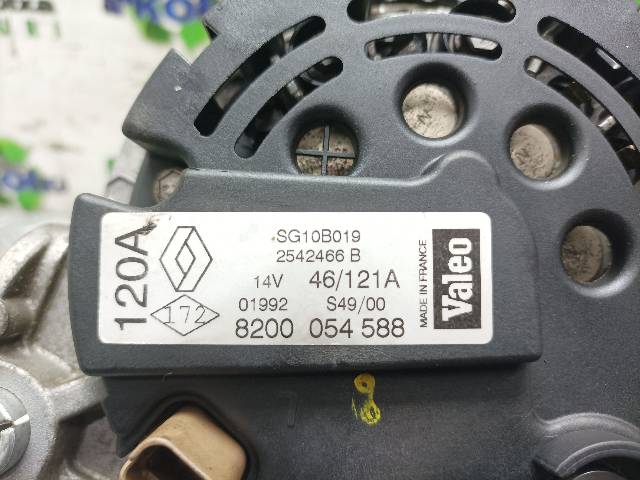 120A
SG10B019
2542466 B
14V 46/121A
172
01992 S49/00
8200 054 588
MADE IN FRANCE
Valeo